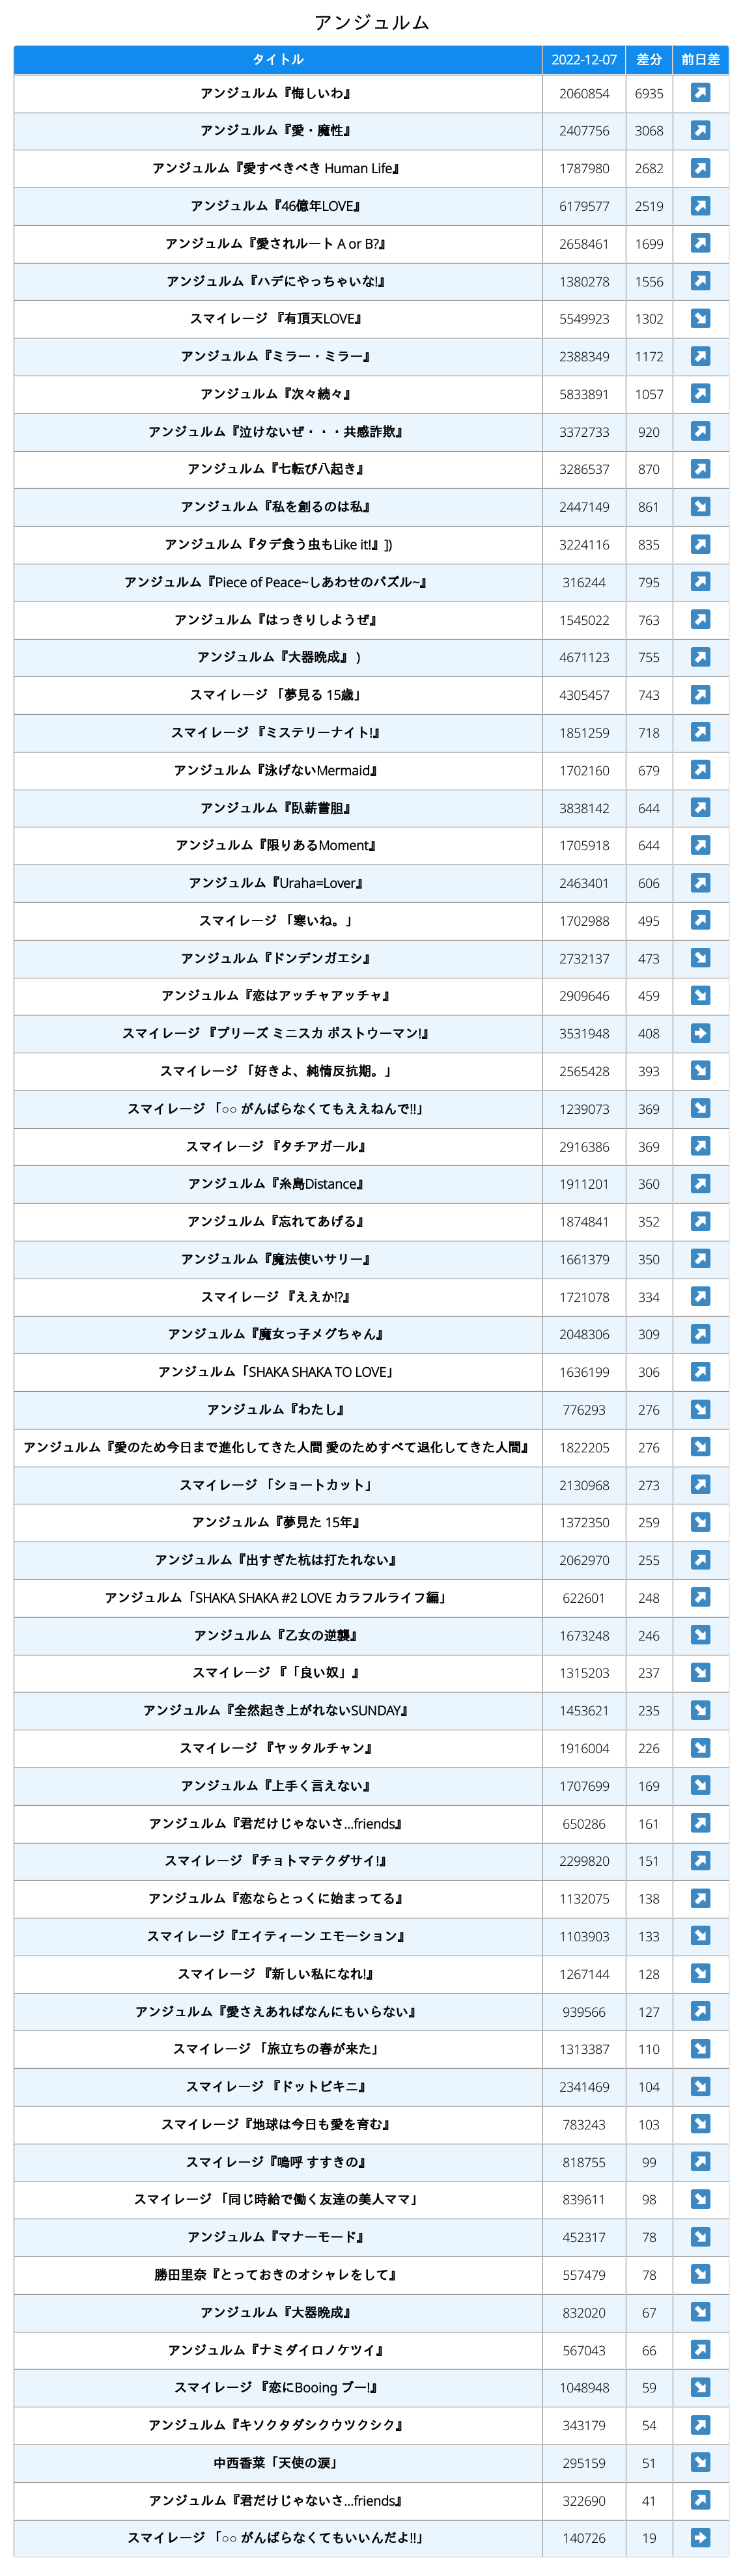 アンジュルム
タイトル 2022-12-07 差分 前日差
アンジュルム『悔しいわ』 2060854 6935 ↗
アンジュルム『愛・魔性』 2407756 3068 ↗
アンジュルム『愛すべきべき Human Life』 1787980 2682 ↗
アンジュルム『46億年LOVE』 6179577 2519 ↗
アンジュルム『愛されルート A or B?』 2658461 1699 ↗
アンジュルム『ハデにやっちゃいな!』 1380278 1556 ↗
スマイレージ 『有頂天LOVE』 5549923 1302 ↘
アンジュルム『ミラー・ミラー』 2388349 1172 ↗
アンジュルム『次々続々』 5833891 1057 ↗
アンジュルム『泣けないぜ・・・共感詐欺』 3372733 920 ↗
アンジュルム『七転び八起き』 3286537 870 ↗
アンジュルム『私を創るのは私』 2447149 861 ↘
アンジュルム『タデ食う虫もLike it!』]) 3224116 835 ↗
アンジュルム『Piece of Peace~しあわせのパズル~』 316244 795 ↗
アンジュルム『はっきりしようぜ』 1545022 763 ↗
アンジュルム『大器晩成』 ) 4671123 755 ↗
スマイレージ 「夢見る 15歳」 4305457 743 ↗
スマイレージ 『ミステリーナイト!』 1851259 718 ↗
アンジュルム『泳げないMermaid』 1702160 679 ↗
アンジュルム『臥薪嘗胆』 3838142 644 ↗
アンジュルム『限りあるMoment』 1705918 644 ↗
アンジュルム『Uraha=Lover』 2463401 606 ↗
スマイレージ 「寒いね。」 1702988 495 ↗
アンジュルム『ドンデンガエシ』 2732137 473 ↘
アンジュルム『恋はアッチャアッチャ』 2909646 459 ↘
スマイレージ 『プリーズ ミニスカ ポストウーマン!』 3531948 408 ➡
スマイレージ 「好きよ、純情反抗期。」 2565428 393 ↘
スマイレージ 「○○ がんばらなくてもええねんで!!」 1239073 369 ↘
スマイレージ 『タチアガール』 2916386 369 ↗
アンジュルム『糸島Distance』 1911201 360 ↗
アンジュルム『忘れてあげる』 1874841 352 ↗
アンジュルム『魔法使いサリー』 1661379 350 ↗
スマイレージ 『ええか!?』 1721078 334 ↗
アンジュルム『魔女っ子メグちゃん』 2048306 309 ↗
アンジュルム「SHAKA SHAKA TO LOVE」 1636199 306 ↗
アンジュルム『わたし』 776293 276 ↘
アンジュルム『愛のため今日まで進化してきた人間 愛のためすべて退化してきた人間』 1822205 276 ↘
スマイレージ 「ショートカット」 2130968 273 ↗
アンジュルム『夢見た 15年』 1372350 259 ↘
アンジュルム『出すぎた杭は打たれない』 2062970 255 ↗
アンジュルム「SHAKA SHAKA #2 LOVE カラフルライフ編」 622601 248 ↗
アンジュルム『乙女の逆襲』 1673248 246 ↘
スマイレージ 『「良い奴」』 1315203 237 ↘
アンジュルム『全然起き上がれないSUNDAY』 1453621 235 ↘
スマイレージ 『ヤッタルチャン』 1916004 226 ↘
アンジュルム『上手く言えない』 1707699 169 ↘
アンジュルム『君だけじゃないさ...friends』 650286 161 ↗
スマイレージ 『チョトマテクダサイ!』 2299820 151 ↗
アンジュルム『恋ならとっくに始まってる』 1132075 138 ↗
スマイレージ『エイティーン エモーション』 1103903 133 ↘
スマイレージ 『新しい私になれ!』 1267144 128 ↘
アンジュルム『愛さえあればなんにもいらない』 939566 127 ↗
スマイレージ 「旅立ちの春が来た」 1313387 110 ↘
スマイレージ 『ドットビキニ』 2341469 104 ↘
スマイレージ『地球は今日も愛を育む』 783243 103 ↘
スマイレージ『嗚呼 すすきの』 818755 99 ↗
スマイレージ 「同じ時給で働く友達の美人ママ」 839611 98 ↘
アンジュルム『マナーモード』 452317 78 ↘
勝田里奈『とっておきのオシャレをして』 557479 78 ↘
アンジュルム『大器晩成』 832020 67 ↘
アンジュルム『ナミダイロノケツイ』 567043 66 ↗
スマイレージ 『恋にBooing ブー!』 1048948 59 ↘
アンジュルム『キソクタダシクウツクシク』 343179 54 ↗
中西香菜「天使の涙」 295159 51 ↘
アンジュルム『君だけじゃないさ...friends』 322690 41 ↗
スマイレージ 「○○ がんばらなくてもいいんだよ!!」 140726 19 ➡